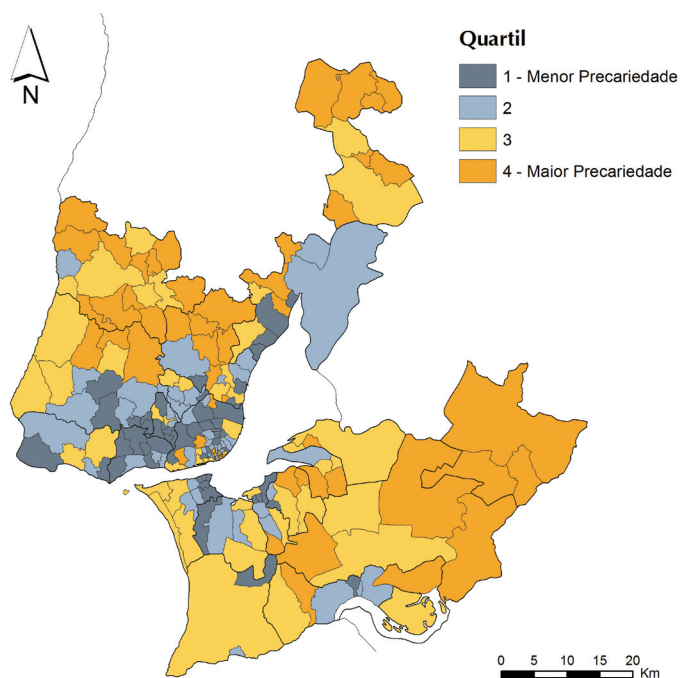 N
Quartil
1 - Menor Precariedade
2
3
4 - Maior Precariedade
0 5 10 15 20
Km